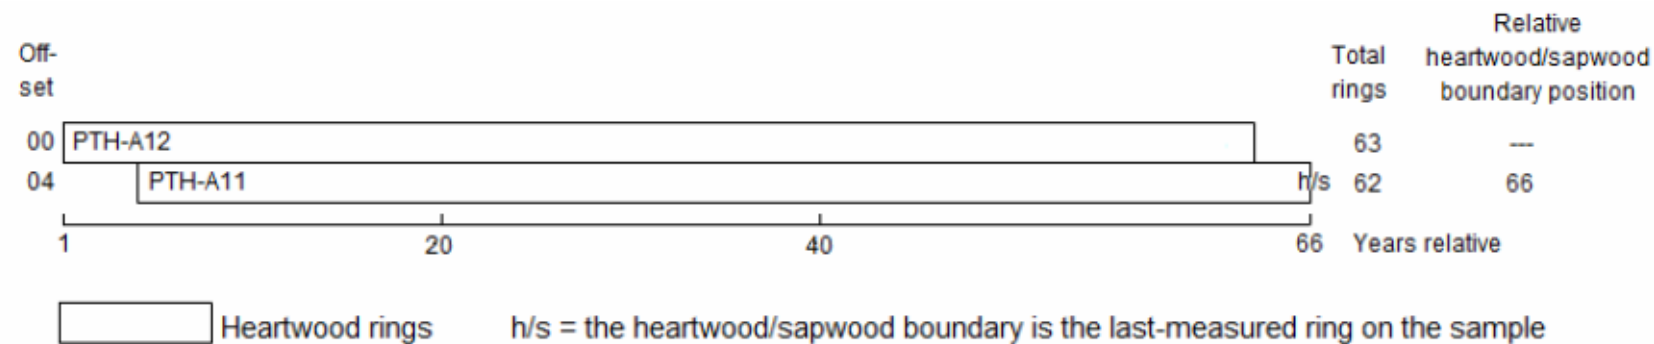 Off-
set
Total
rings
Relative
heartwood/sapwood
boundary position
00 PTH-A12 63 ---
04 PTH-A11 h/s 62 66
1 20 40 66 Years relative
Heartwood rings h/s = the heartwood/sapwood boundary is the last-measured ring on the sample